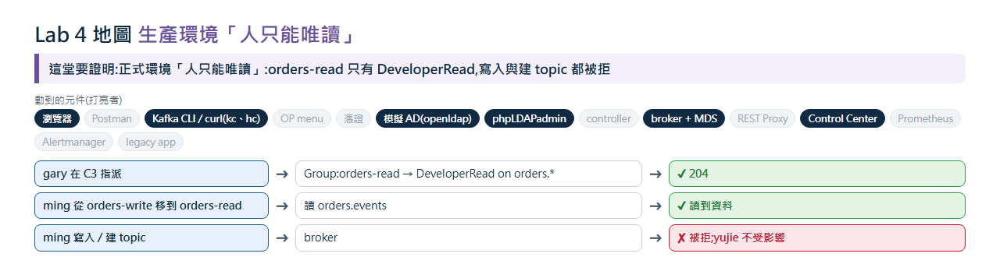 Lab 4 地圖 生產環境「人只能唯讀」
這堂要證明:正式環境「人只能唯讀」:orders-read 只有 DeveloperRead,寫入與建 topic 都被拒
動到的元件(打亮者)
瀏覽器 Postman Kafka CLI / curl(kc、hc) OP menu 憑證 模擬 AD(openldap) phpLDAPadmin controller broker + MDS REST Proxy Control Center Prometheus
Alertmanager legacy app
gary 在 C3 指派 → Group:orders-read → DeveloperRead on orders.* → ✔ 204
ming 從 orders-write 移到 orders-read → 讀 orders.events → ✔ 讀到資料
ming 寫入 / 建 topic → broker → ✘ 被拒;yujie 不受影響